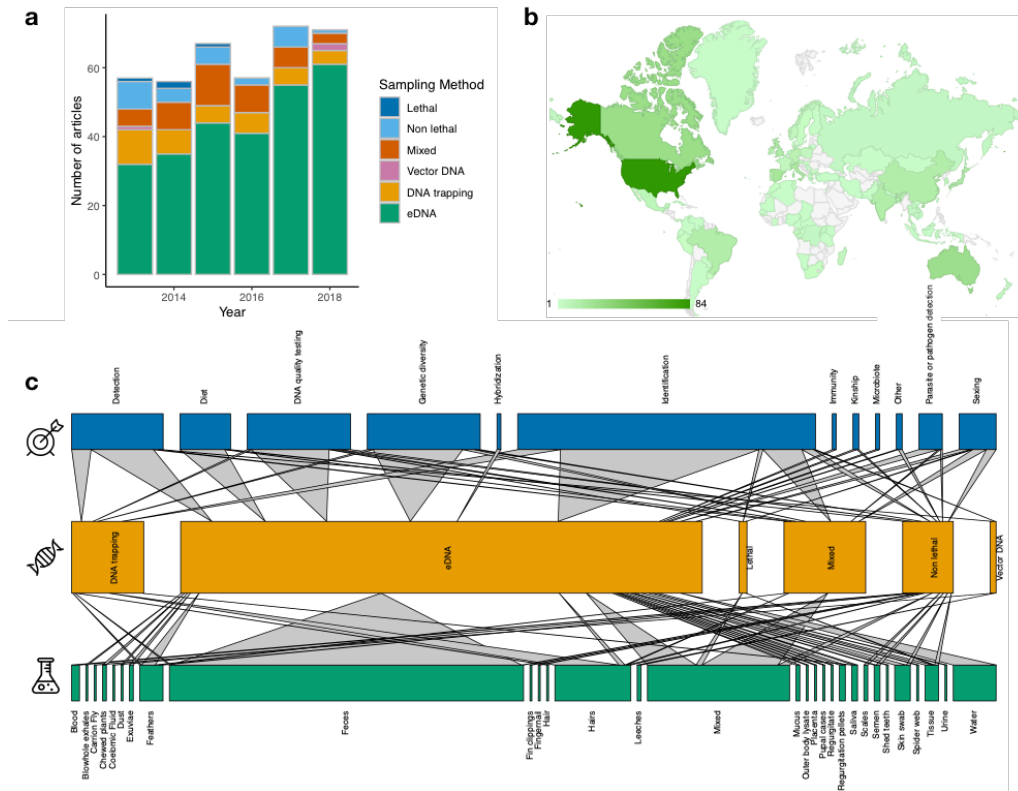 a
b
Number of articles
60
40
20
0
2014
2016
2018
Year
Sampling Method
Lethal
Non lethal
Mixed
Vector DNA
DNA trapping
eDNA
1
84
c
Detection
Diet
DNA quality testing
Genetic diversity
Hybridization
Identification
Immunity
Kinship
Microbiote
Other
Parasite or pathogen detection
Sexing
DNA trapping
eDNA
Lethal
Mixed
Non lethal
Vector DNA
Blood
Blowhole exhales
Carrion Fly
Chewed plants
Coelomic Fluid
Dust
Exuviae
Feathers
Feces
Fin clippings
Fingernail
Hair
Hairs
Leeches
Mixed
Mucus
Outer body lysate
Placenta
Pupal cases
Regurgitate
Regurgitation pellets
Saliva
Scales
Semen
Shed teeth
Skin swab
Spider web
Tissue
Urine
Water